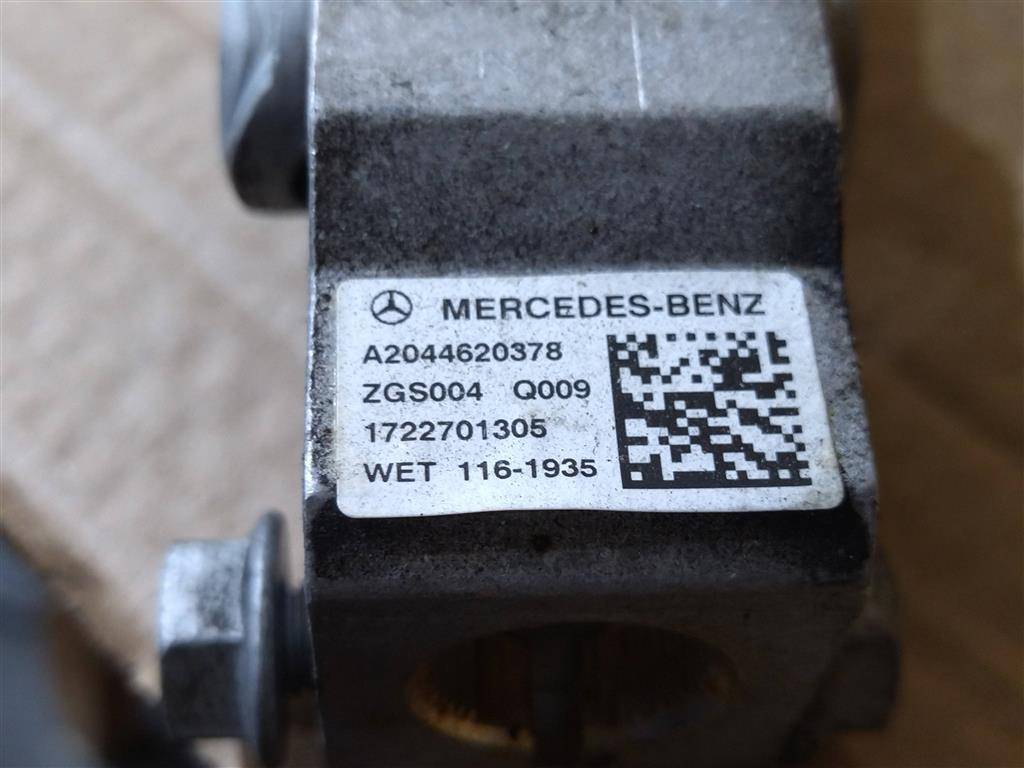 MERCEDES-BENZ
A2044620378
ZGS004 Q009
1722701305
WET 116-1935